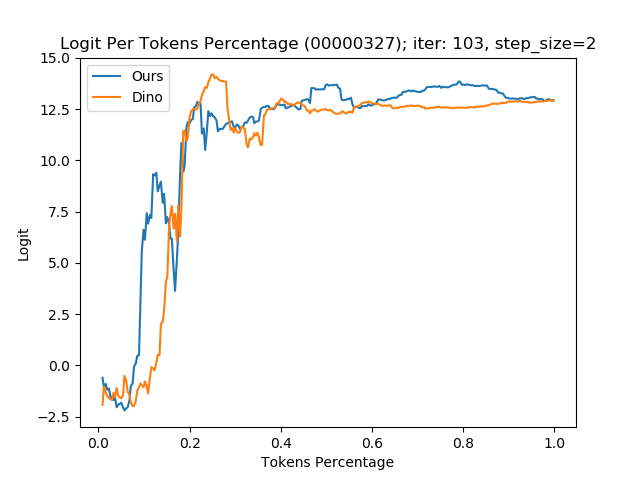 Logit Per Tokens Percentage (00000327); iter: 103, step_size=2
Ours
Dino
15.0
12.5
10.0
7.5
5.0
2.5
0.0
−2.5
Logit
0.0 0.2 0.4 0.6 0.8 1.0
Tokens Percentage